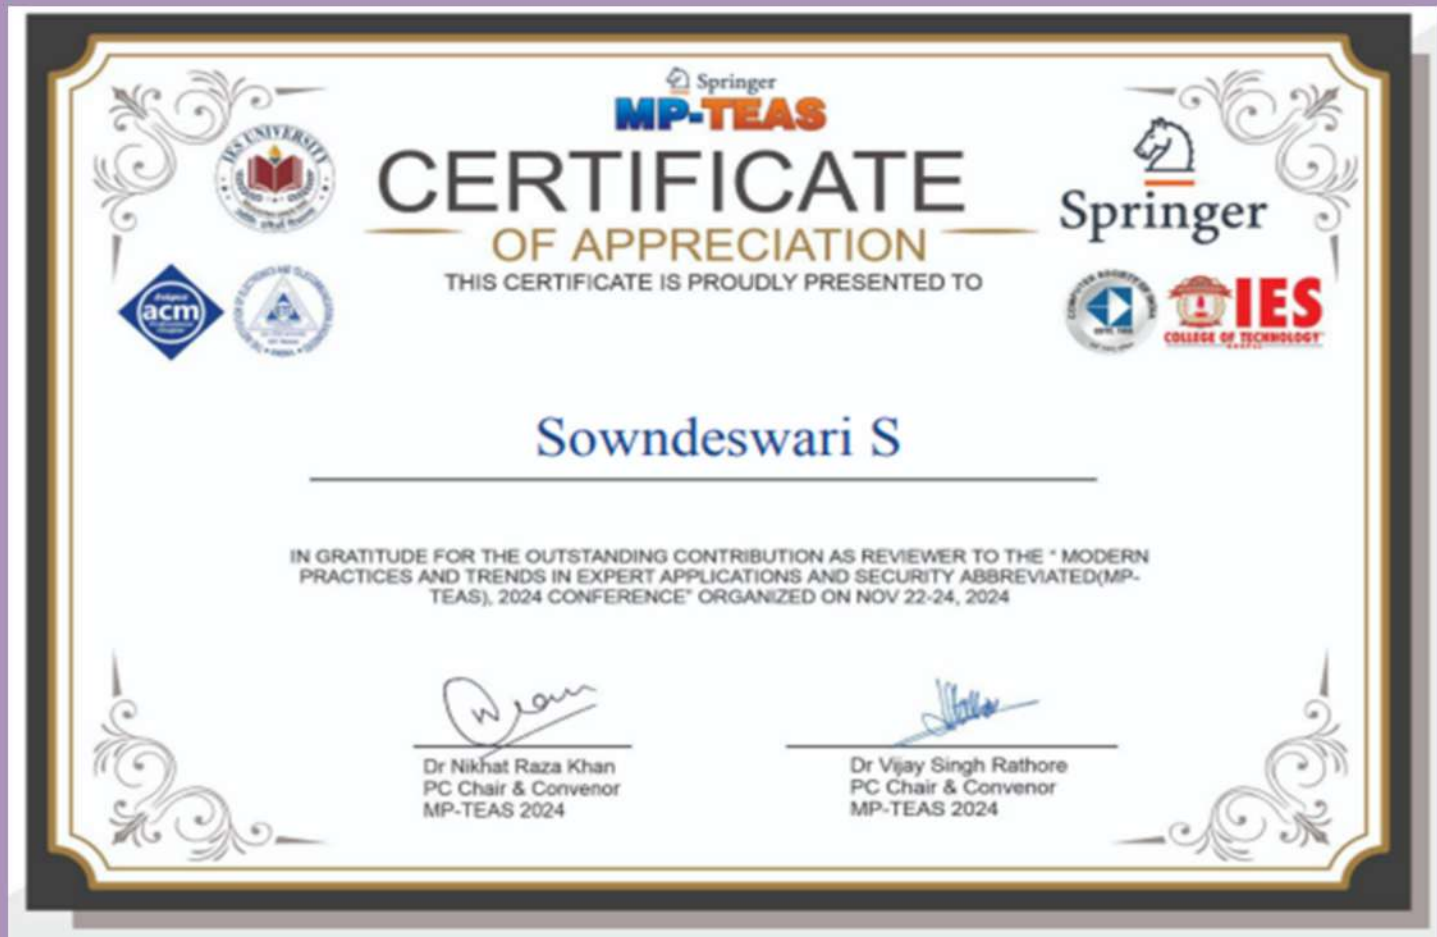 Springer
MP-TEAS
CERTIFICATE
OF APPRECIATION
THIS CERTIFICATE IS PROUDLY PRESENTED TO
IES UNIVERSITY
Springer
acm
IES
COLLEGE OF TECHNOLOGY
BHOPAL
Sowndeswari S
IN GRATITUDE FOR THE OUTSTANDING CONTRIBUTION AS REVIEWER TO THE " MODERN
PRACTICES AND TRENDS IN EXPERT APPLICATIONS AND SECURITY ABBREVIATED(MP-
TEAS), 2024 CONFERENCE" ORGANIZED ON NOV 22-24, 2024
Dr Nikhat Raza Khan
PC Chair & Convenor
MP-TEAS 2024
Dr Vijay Singh Rathore
PC Chair & Convenor
MP-TEAS 2024